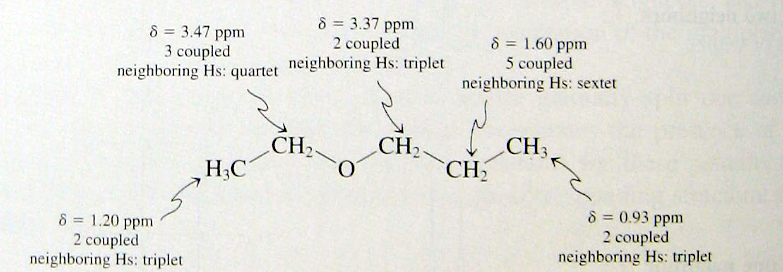 δ = 3.47 ppm
3 coupled
neighboring Hs: quartet
δ = 3.37 ppm
2 coupled
neighboring Hs: triplet
δ = 1.60 ppm
5 coupled
neighboring Hs: sextet
H₃C
CH₂
O
CH₂
CH₂
CH₃
δ = 1.20 ppm
2 coupled
neighboring Hs: triplet
δ = 0.93 ppm
2 coupled
neighboring Hs: triplet